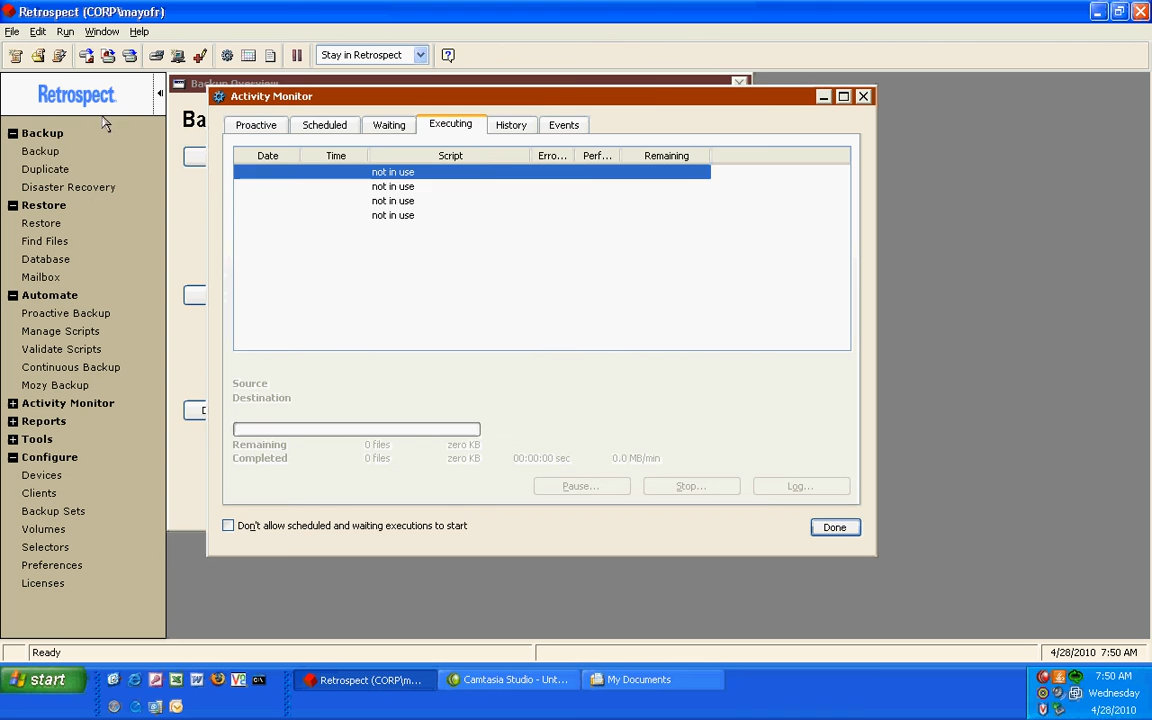 Retrospect (CORP\mayofr)
File Edit Run Window Help
Stay in Retrospect
Retrospect
Backup
Backup
Duplicate
Disaster Recovery
Restore
Restore
Find Files
Database
Mailbox
Automate
Proactive Backup
Manage Scripts
Validate Scripts
Continuous Backup
Mozy Backup
Activity Monitor
Reports
Tools
Configure
Devices
Clients
Backup Sets
Volumes
Selectors
Preferences
Licenses
Backup Overview
Ba
Activity Monitor
Proactive Scheduled Waiting Executing History Events
Date Time Script Erro... Perf... Remaining
not in use
not in use
not in use
not in use
Source
Destination
Remaining 0 files zero KB
Completed 0 files zero KB 00:00:00 sec 0.0 MB/min
Pause... Stop... Log...
Don't allow scheduled and waiting executions to start
Done
Ready 4/28/2010 7:50 AM
start Retrospect (CORP\m... Camtasia Studio - Unt... My Documents
7:50 AM
Wednesday
4/28/2010